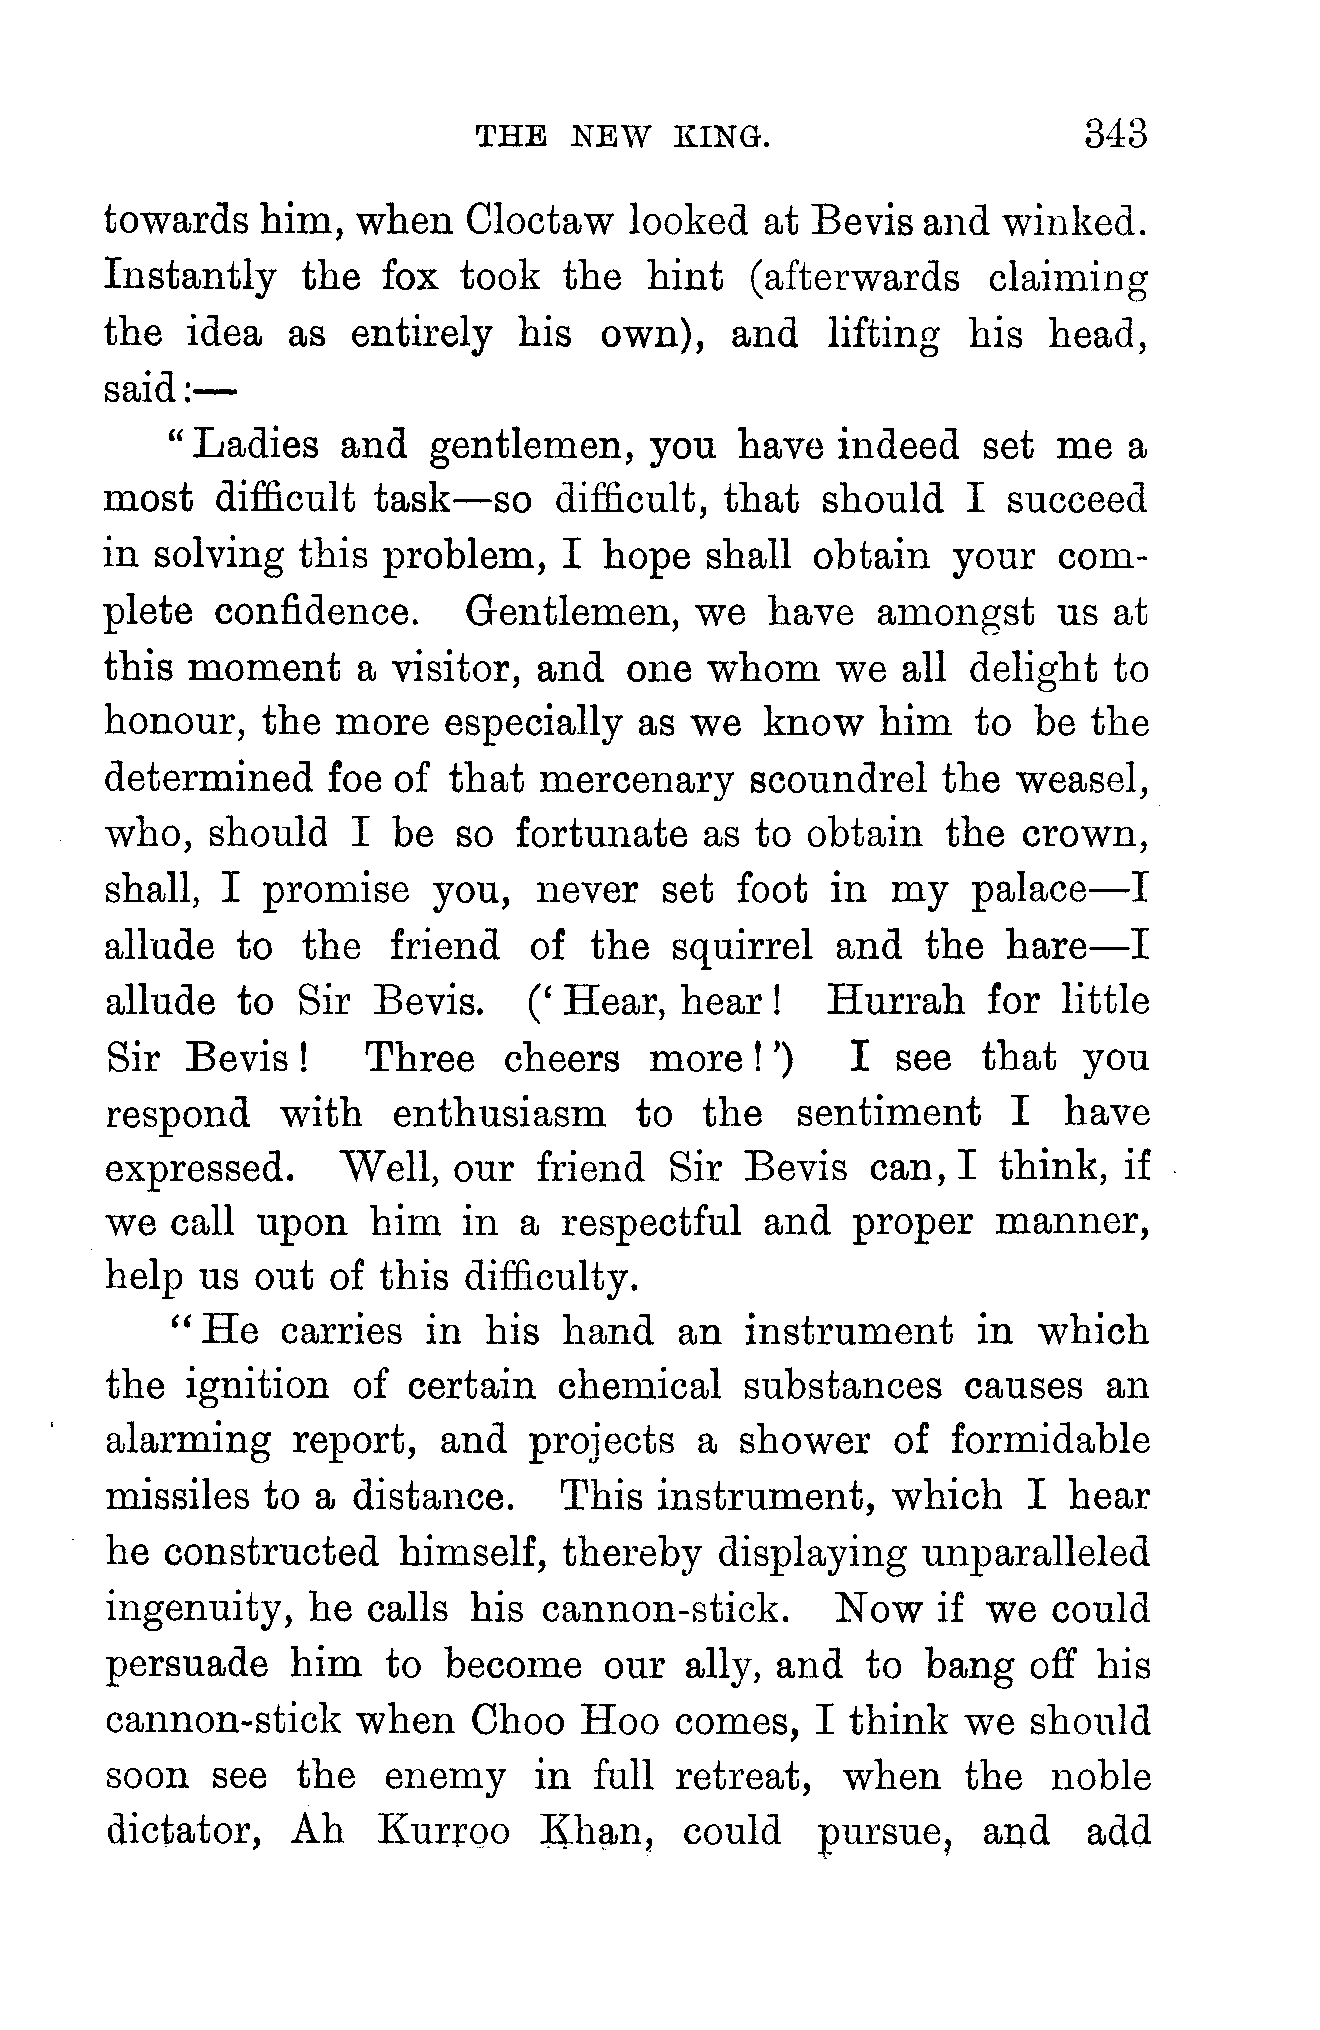 THE NEW KING. 343
towards him, when Cloctaw looked at Bevis and winked.
Instantly the fox took the hint (afterwards claiming
the idea as entirely his own), and lifting his head,
said:—
“Ladies and gentlemen, you have indeed set me a
most difficult task—so difficult, that should I succeed
in solving this problem, I hope shall obtain your com-
plete confidence. Gentlemen, we have amongst us at
this moment a visitor, and one whom we all delight to
honour, the more especially as we know him to be the
determined foe of that mercenary scoundrel the weasel,
who, should I be so fortunate as to obtain the crown,
shall, I promise you, never set foot in my palace—I
allude to the friend of the squirrel and the hare—I
allude to Sir Bevis. (‘Hear, hear! Hurrah for little
Sir Bevis! Three cheers more!’) I see that you
respond with enthusiasm to the sentiment I have
expressed. Well, our friend Sir Bevis can, I think, if
we call upon him in a respectful and proper manner,
help us out of this difficulty.
“He carries in his hand an instrument in which
the ignition of certain chemical substances causes an
alarming report, and projects a shower of formidable
missiles to a distance. This instrument, which I hear
he constructed himself, thereby displaying unparalleled
ingenuity, he calls his cannon-stick. Now if we could
persuade him to become our ally, and to bang off his
cannon-stick when Choo Hoo comes, I think we should
soon see the enemy in full retreat, when the noble
dictator, Ah Kurroo Khan, could pursue, and add